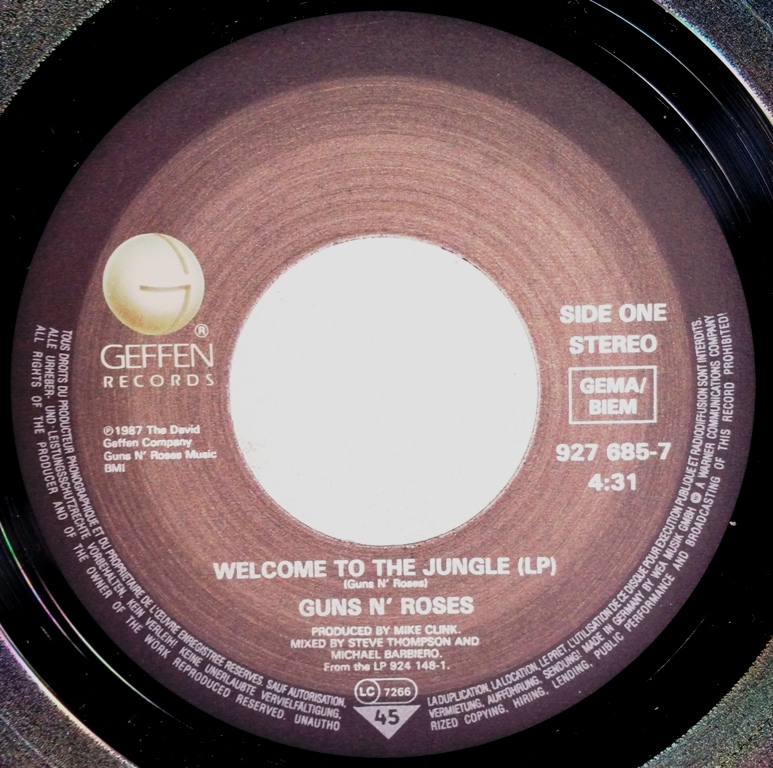 GEFFEN®
RECORDS
℗1987 The David
Geffen Company
Guns N' Roses Music
BMI
SIDE ONE
STEREO
GEMA/
BIEM
927 685-7
4:31
WELCOME TO THE JUNGLE (LP)
(Guns N' Roses)
GUNS N' ROSES
PRODUCED BY MIKE CLINK.
MIXED BY STEVE THOMPSON AND
MICHAEL BARBIERO.
From the LP 924 148-1.
LC 7266
45
TOUS DROITS DU PRODUCTEUR PHONOGRAPHIQUE ET DU PROPRIETAIRE DE L'ŒUVRE ENREGISTREE RESERVES. SAUF AUTORISATION, LA DUPLICATION, LA LOCATION, LE PRET, L'UTILISATION DE CE DISQUE POUR EXECUTION PUBLIQUE ET RADIODIFFUSION SONT INTERDITS.
ALLE URHEBER- UND LEISTUNGSSCHUTZRECHTE VORBEHALTEN. KEIN VERLEIH! KEINE UNERLAUBTE VERVIELFÄLTIGUNG, VERMIETUNG, AUFFÜHRUNG, SENDUNG! MADE IN GERMANY BY WEA MUSIK GMBH A WARNER COMMUNICATIONS COMPANY
ALL RIGHTS OF THE PRODUCER AND OF THE OWNER OF THE WORK REPRODUCED RESERVED. UNAUTHORIZED COPYING, HIRING, LENDING, PUBLIC PERFORMANCE AND BROADCASTING OF THIS RECORD PROHIBITED!